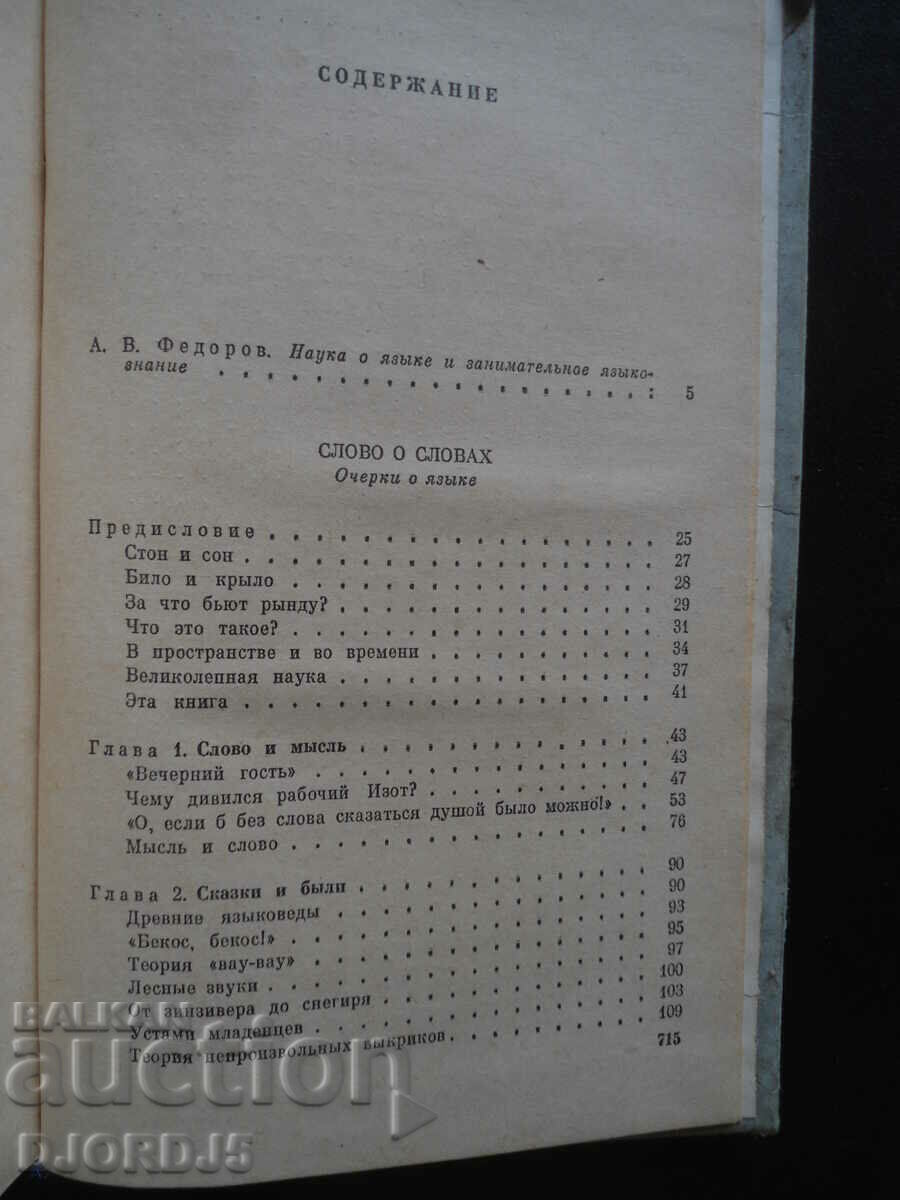 СОДЕРЖАНИЕ
А. В. Федоров. Наука о языке и занимательное языко-
знание . . . . . . . . . . . . . . . . . . 5
СЛОВО О СЛОВАХ
Очерки о языке
Предисловие . . . . . . . . . . . . . . . . 25
Стон и сон . . . . . . . . . . . . . . . . . 27
Било и крыло . . . . . . . . . . . . . . . 28
За что бьют рынду? . . . . . . . . . . . . . 29
Что это такое? . . . . . . . . . . . . . . . 31
В пространстве и во времени . . . . . . . . . . 34
Великолепная наука . . . . . . . . . . . . . 37
Эта книга . . . . . . . . . . . . . . . . . 41
Глава 1. Слово и мысль . . . . . . . . . . . . . 43
«Вечерний гость» . . . . . . . . . . . . . . 43
Чему дивился рабочий Изот? . . . . . . . . . . 47
«О, если б без слова сказаться душой было можно!» . . 53
Мысль и слово . . . . . . . . . . . . . . . 76
Глава 2. Сказки и были . . . . . . . . . . . . . 90
Древние языковеды . . . . . . . . . . . . . 90
«Бекос, бекос!» . . . . . . . . . . . . . . . 93
Теория «вау-вау» . . . . . . . . . . . . . . 95
Лесные звуки . . . . . . . . . . . . . . . . 97
От зинзивера до снегиря . . . . . . . . . . . 100
Устами младенцев . . . . . . . . . . . . . . 103
Теория непроизвольных выкриков . . . . . . . . 109
715
BALKAN
auction
DJORDJ5